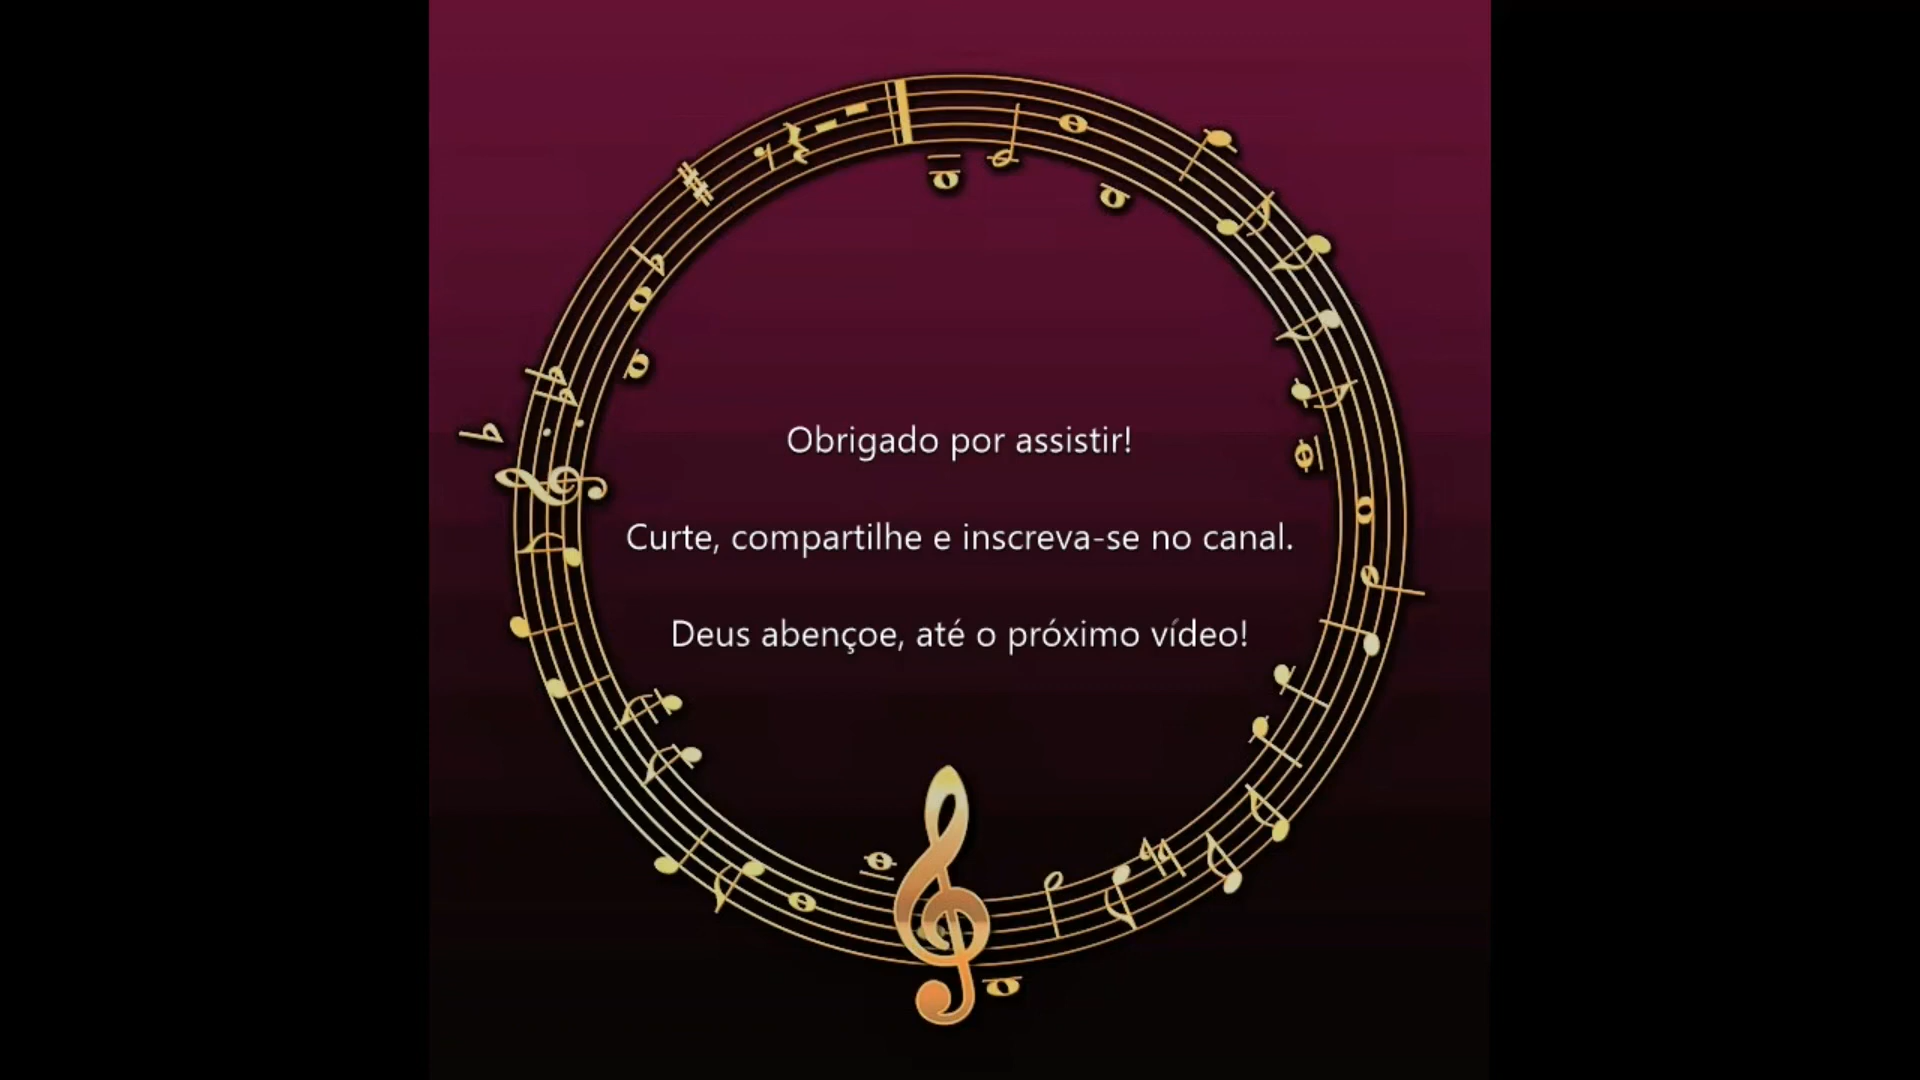 Obrigado por assistir!
Curte, compartilhe e inscreva-se no canal.
Deus abençoe, até o próximo vídeo!